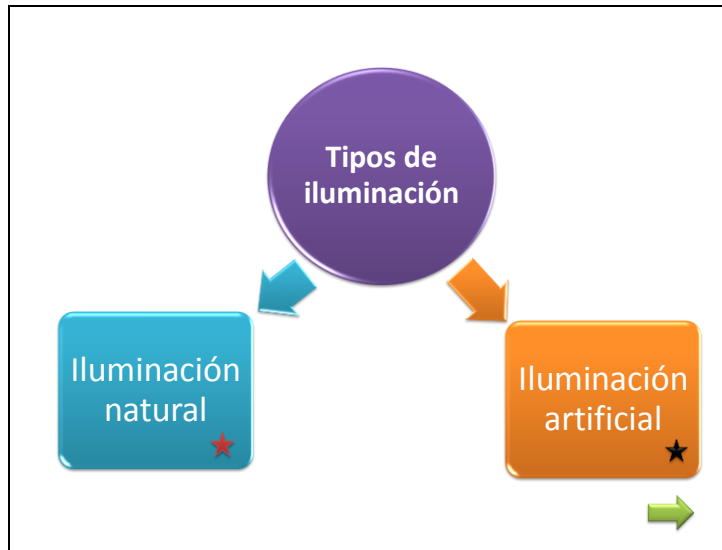 Tipos de
iluminación
Iluminación
natural
Iluminación
artificial